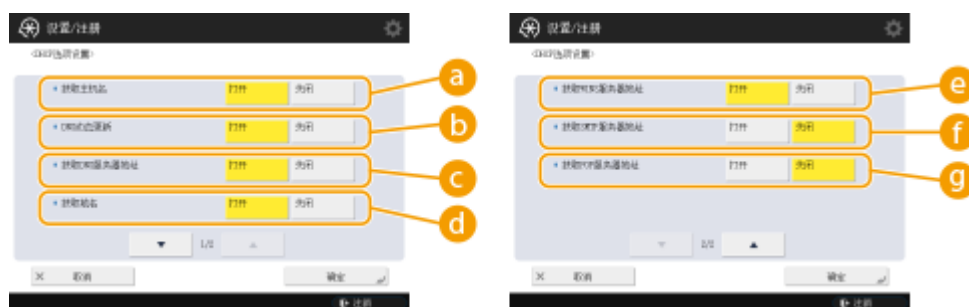 设置/注册
<DHCP选项设置>
获取主机名
打开
关闭
a
DNS动态更新
打开
关闭
b
获取DNS服务器地址
打开
关闭
c
获取域名
打开
关闭
d
1/2
取消
确定
注销
设置/注册
<DHCP选项设置>
获取WINS服务器地址
打开
关闭
e
获取SMTP服务器地址
打开
关闭
f
获取POP服务器地址
打开
关闭
g
2/2
取消
确定
注销